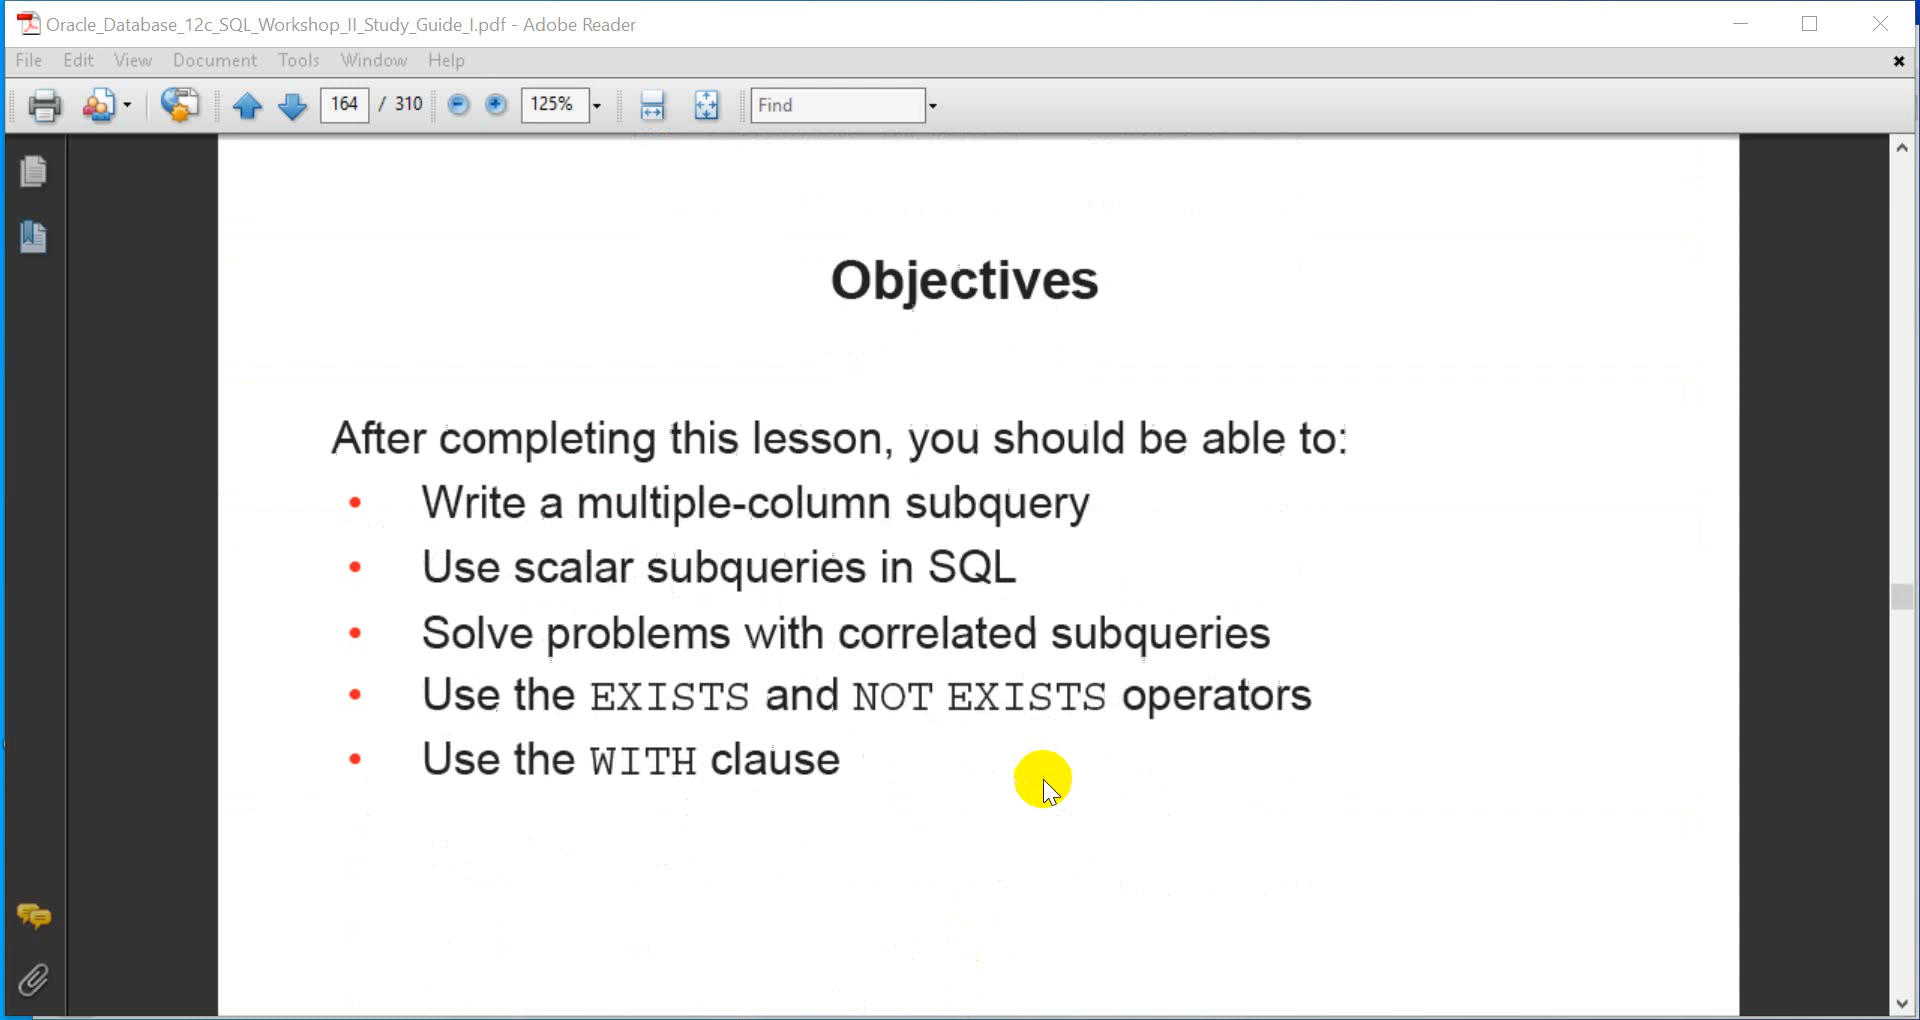 Oracle_Database_12c_SQL_Workshop_II_Study_Guide_I.pdf - Adobe Reader
File Edit View Document Tools Window Help
164 / 310 125% Find
Objectives
After completing this lesson, you should be able to:
• Write a multiple-column subquery
• Use scalar subqueries in SQL
• Solve problems with correlated subqueries
• Use the EXISTS and NOT EXISTS operators
• Use the WITH clause